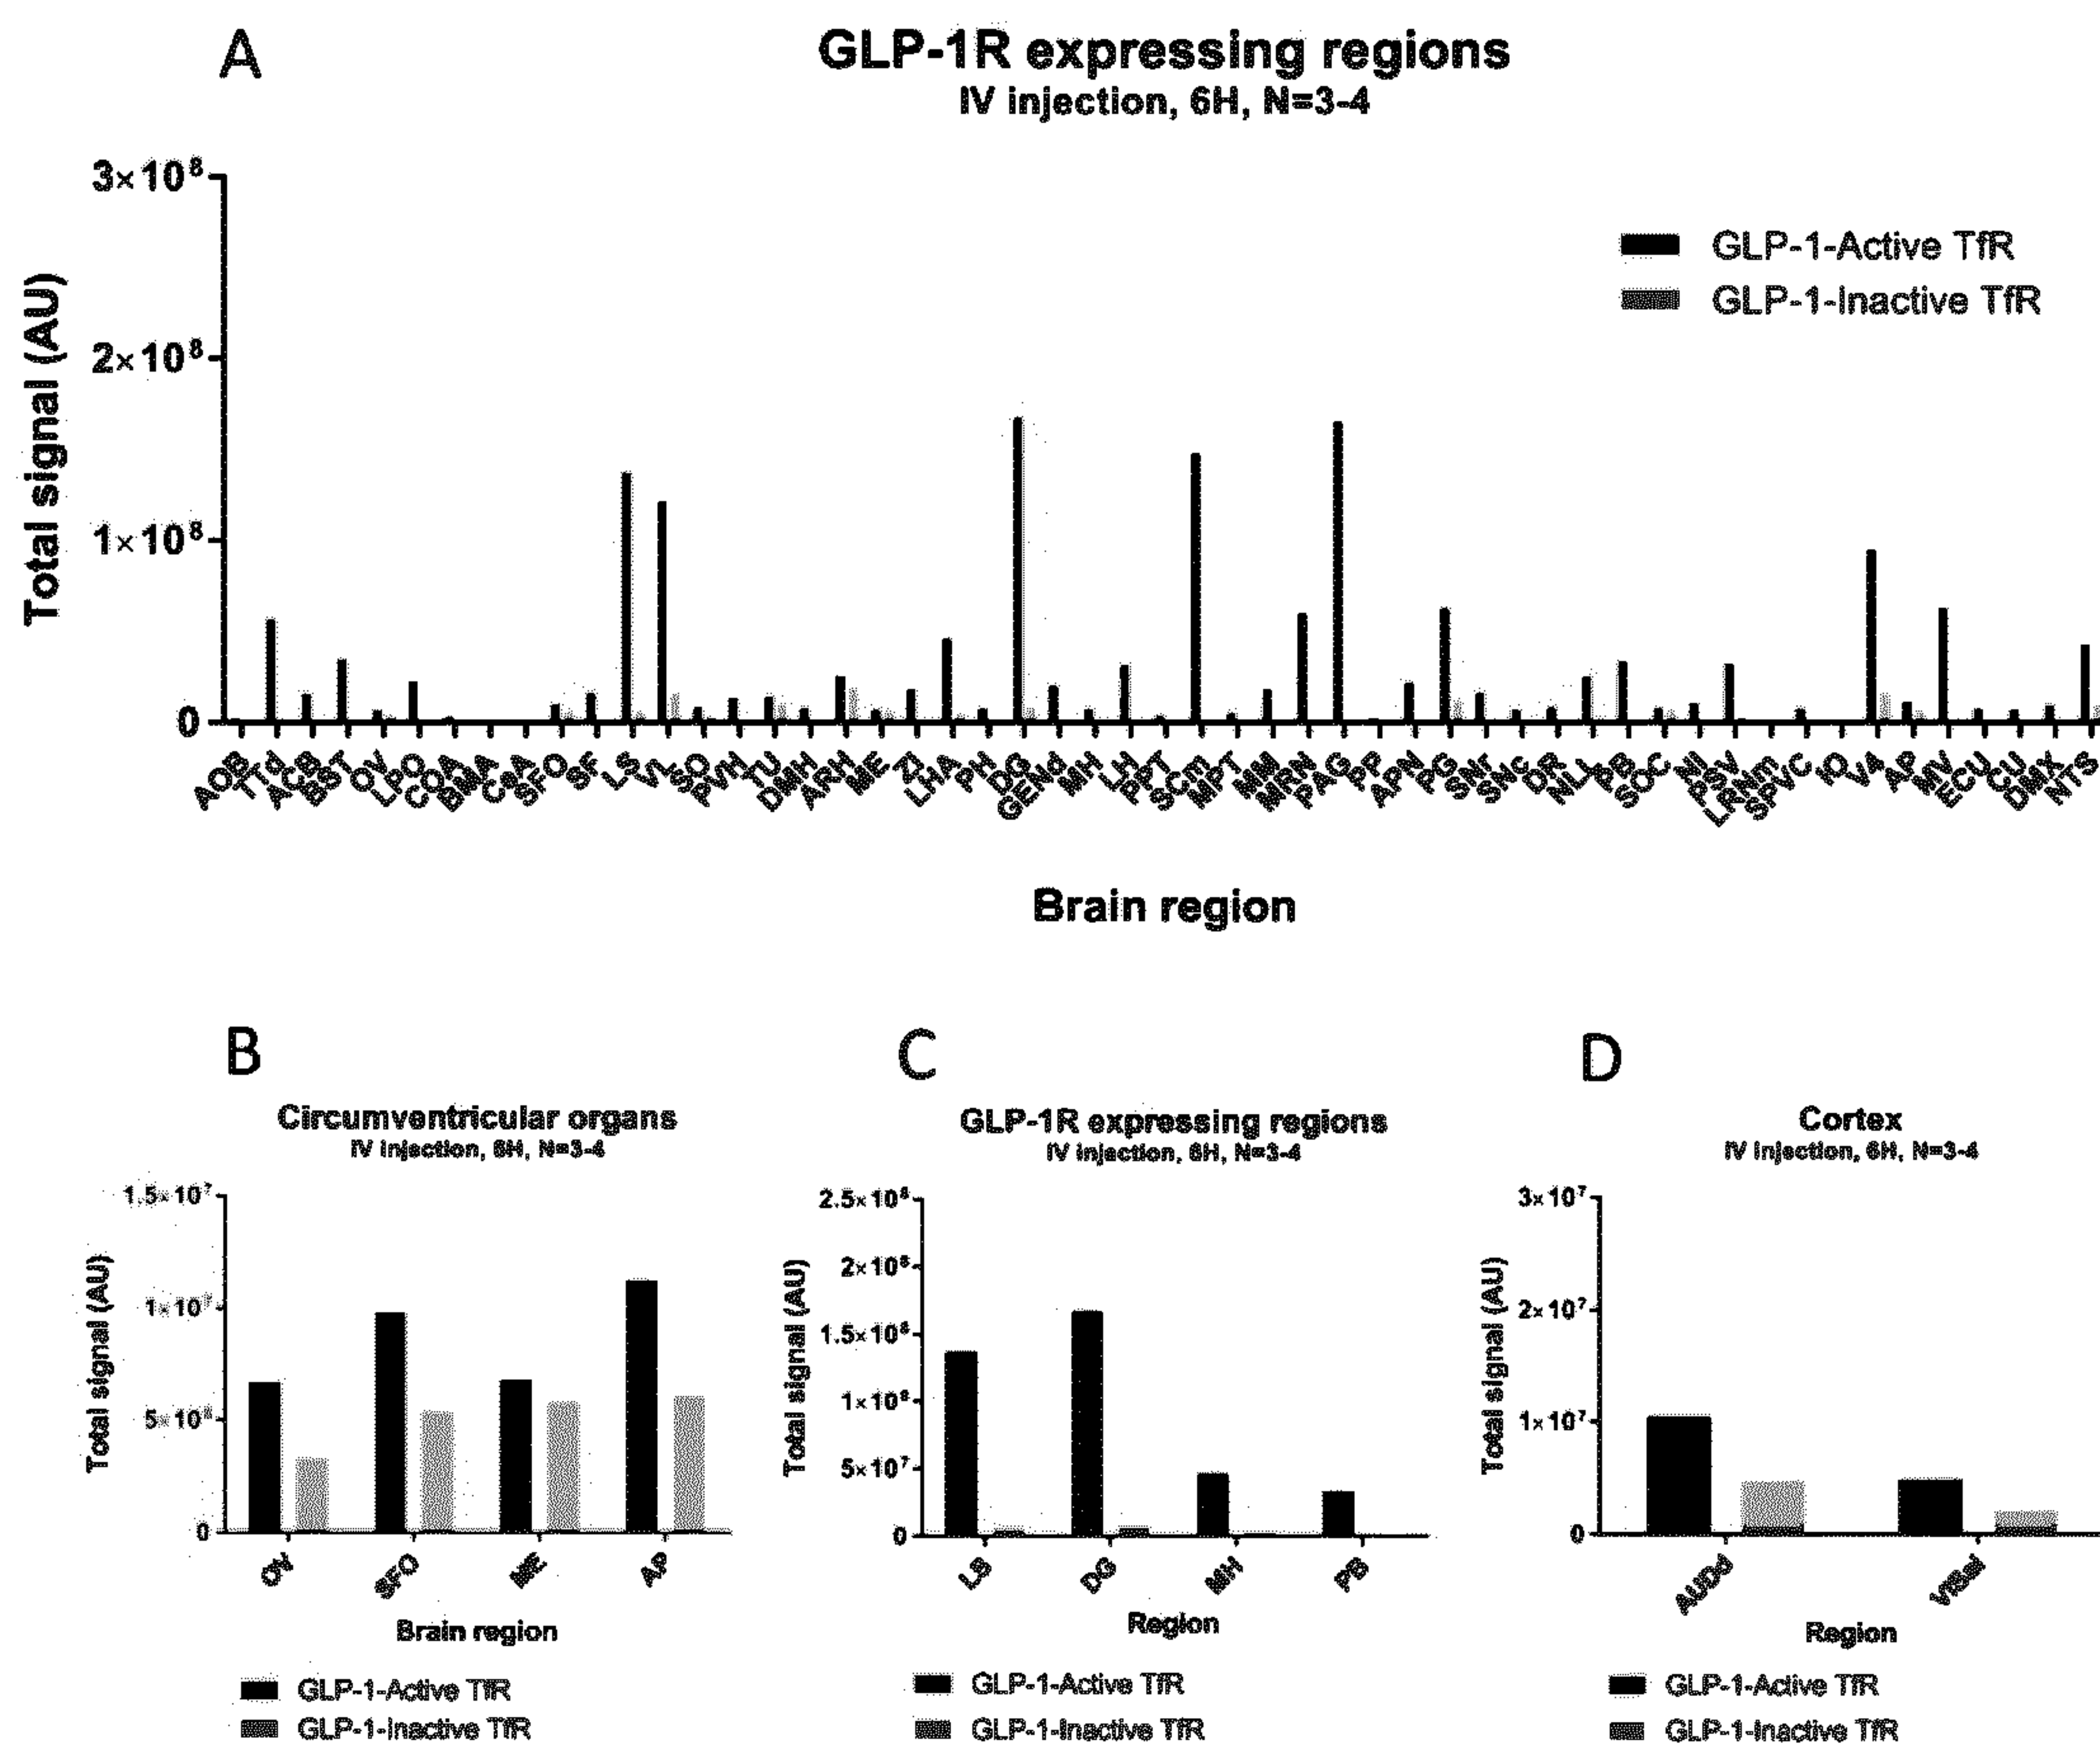 A
GLP-1R expressing regions
IV injection, 6H, N=3-4
3×10⁸
2×10⁸
1×10⁸
0
Total signal (AU)
GLP-1-Active TfR
GLP-1-Inactive TfR
AOB TTd ACB BST OV LPO COA BMA CeA SFO SF LS VL SO PVH TU DMH ARH ME ZI LHA PH DG GENd MH LH PPT SCm MPT MM MRN PAG PP APN PG SNr SNc DR NLL PB SOC NI PSV LRNm SPVC IO V4 AP MV ECU CU DMX NTS
Brain region
B
Circumventricular organs
IV injection, 6H, N=3-4
1.5×10⁷
1×10⁷
5×10⁶
0
Total signal (AU)
OV SFO ME AP
Brain region
GLP-1-Active TfR
GLP-1-Inactive TfR
C
GLP-1R expressing regions
IV injection, 6H, N=3-4
2.5×10⁸
2×10⁸
1.5×10⁸
1×10⁸
5×10⁷
0
Total signal (AU)
LS DG MH PB
Region
GLP-1-Active TfR
GLP-1-Inactive TfR
D
Cortex
IV injection, 6H, N=3-4
3×10⁷
2×10⁷
1×10⁷
0
Total signal (AU)
AUDd VISal
Region
GLP-1-Active TfR
GLP-1-Inactive TfR